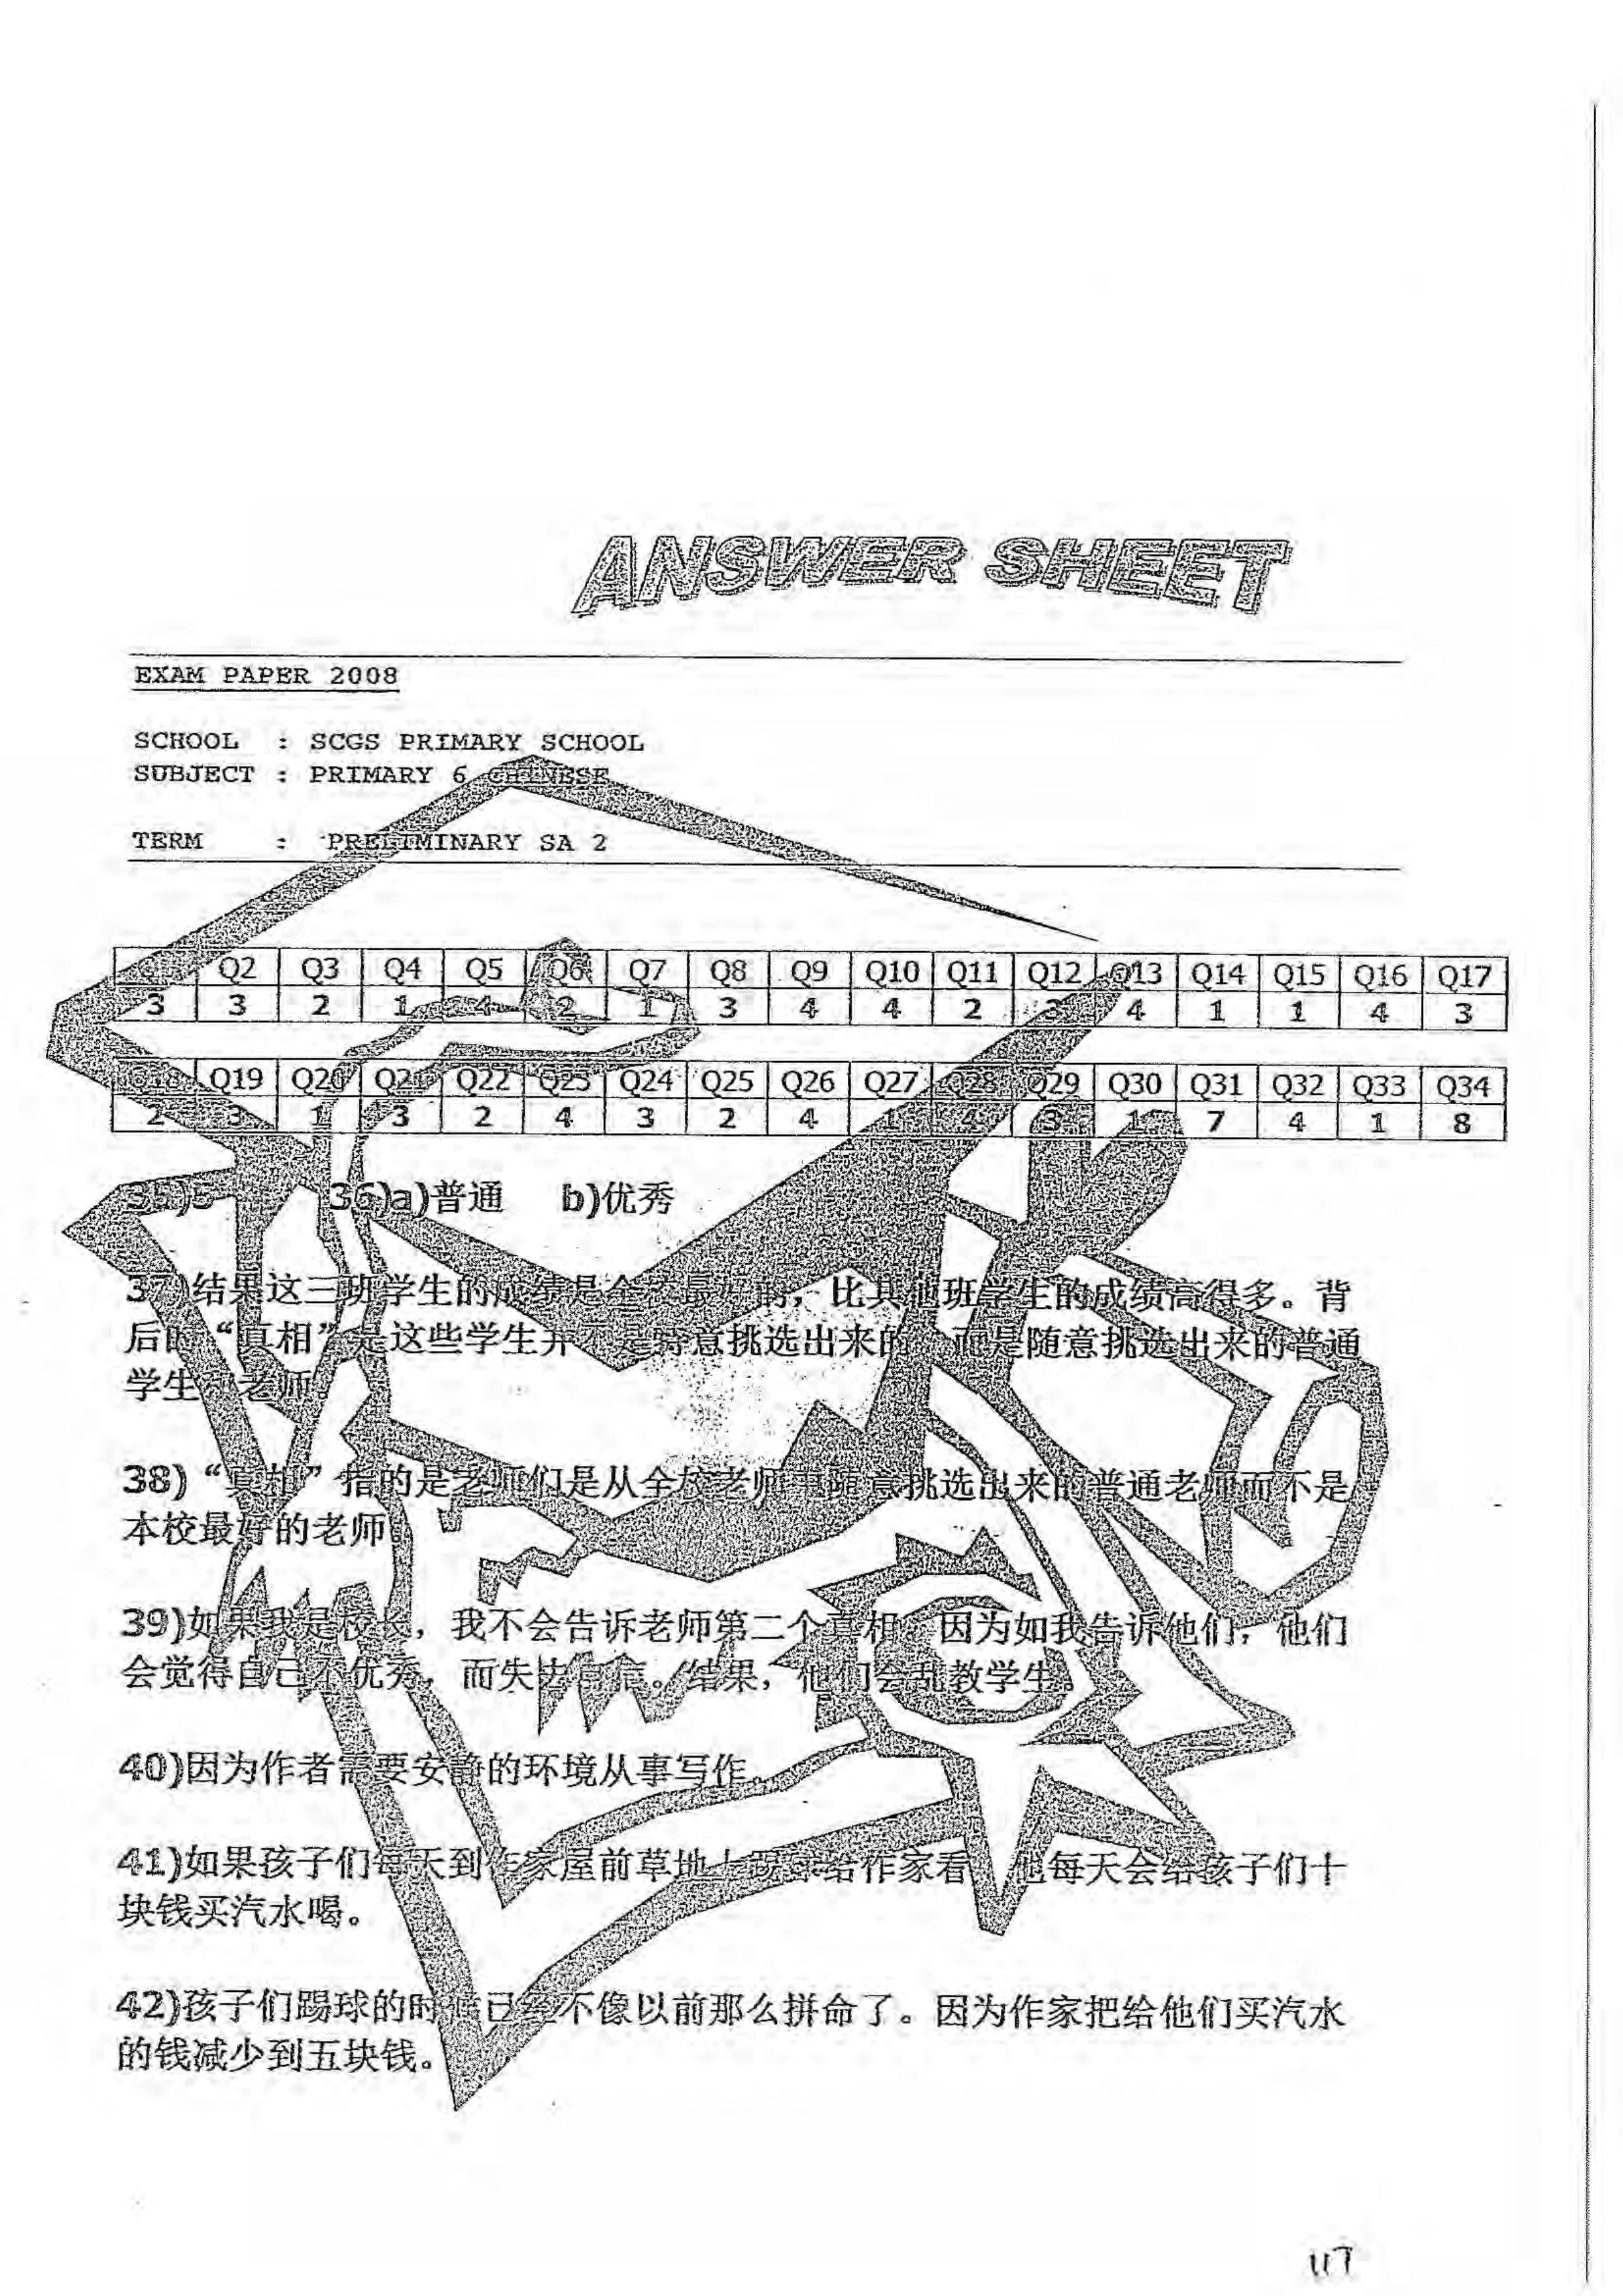 ANSWER SHEET
EXAM PAPER 2008
SCHOOL : SCGS PRIMARY SCHOOL
SUBJECT : PRIMARY 6 CHINESE
TERM : PRELIMINARY SA 2
Q1 Q2 Q3 Q4 Q5 Q6 Q7 Q8 Q9 Q10 Q11 Q12 Q13 Q14 Q15 Q16 Q17
3 3 2 1 4 2 1 3 4 4 2 3 4 1 1 4 3
Q18 Q19 Q20 Q21 Q22 Q23 Q24 Q25 Q26 Q27 Q28 Q29 Q30 Q31 Q32 Q33 Q34
2 3 1 3 2 4 3 2 4 1 4 3 1 7 4 1 8
35)5 36)a)普通 b)优秀
37)结果这三班学生的成绩是全校最好的，比其他班学生的成绩高得多。背
后的“真相”是这些学生并不是特意挑选出来的，而是随意挑选出来的普通
学生和老师。
38)“真相”指的是老师们是从全校老师中随意挑选出来的普通老师而不是
本校最好的老师。
39)如果我是校长，我不会告诉老师第二个真相。因为如我告诉他们，他们
会觉得自己不优秀，而失去自信。结果，他们会乱教学生。
40)因为作者需要安静的环境从事写作。
41)如果孩子们每天到作家屋前草地上踢球给作家看，他每天会给孩子们十
块钱买汽水喝。
42)孩子们踢球的时候已经不像以前那么拼命了。因为作家把给他们买汽水
的钱减少到五块钱。
117